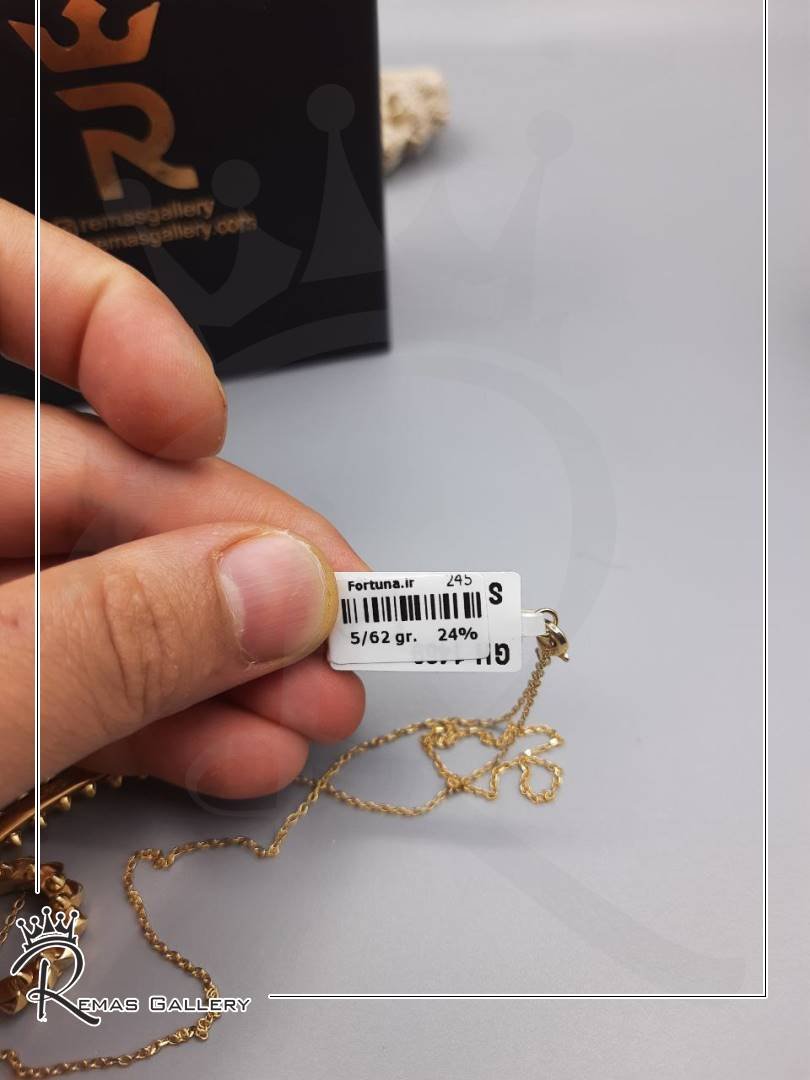 R
remasgallery
remasgallery.com
Fortuna.ir 245
S
5/62 gr. 24%
REMAS GALLERY